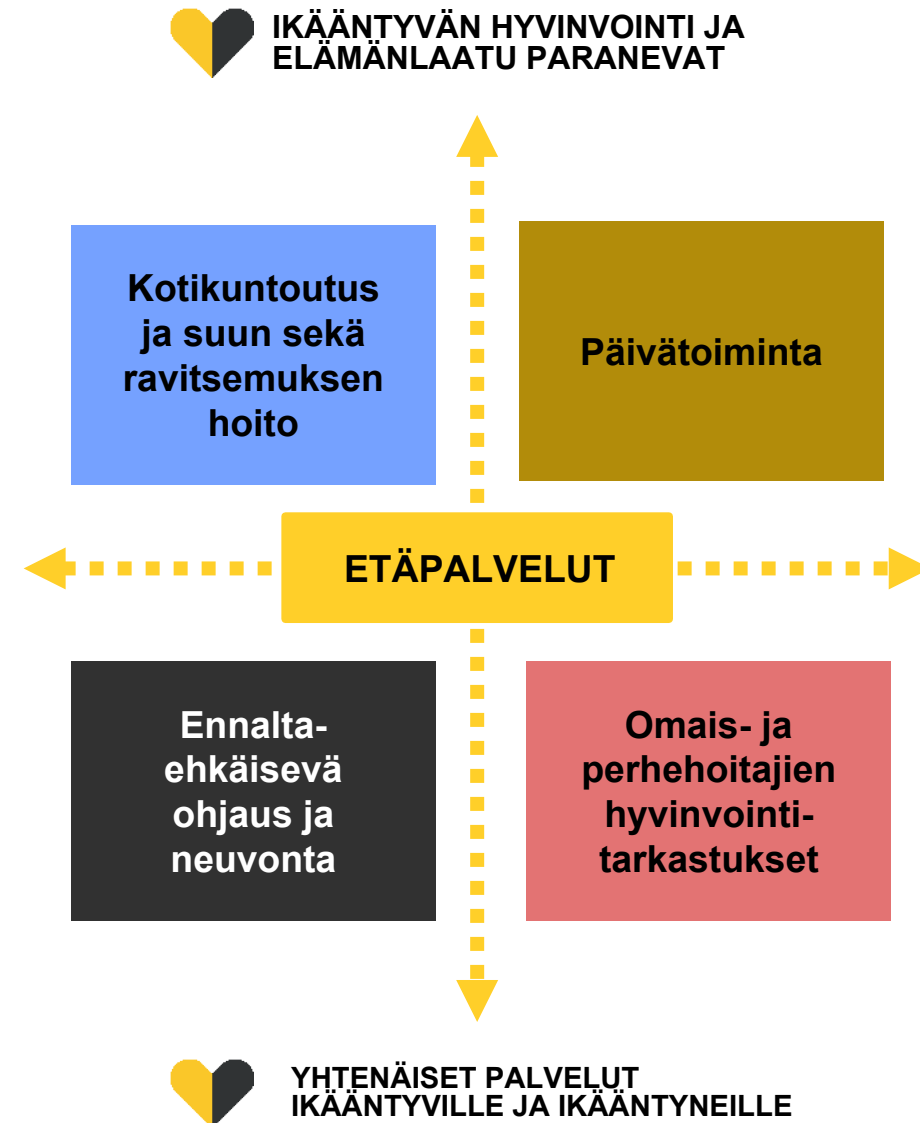 IKÄÄNTYVÄN HYVINVOINTI JA
ELÄMÄNLAATU PARANEVAT
Kotikuntoutus
ja suun sekä
ravitsemuksen
hoito
Päivätoiminta
ETÄPALVELUT
Ennalta-
ehkäisevä
ohjaus ja
neuvonta
Omais- ja
perhehoitajien
hyvinvointi-
tarkastukset
YHTENÄISET PALVELUT
IKÄÄNTYVILLE JA IKÄÄNTYNEILLE